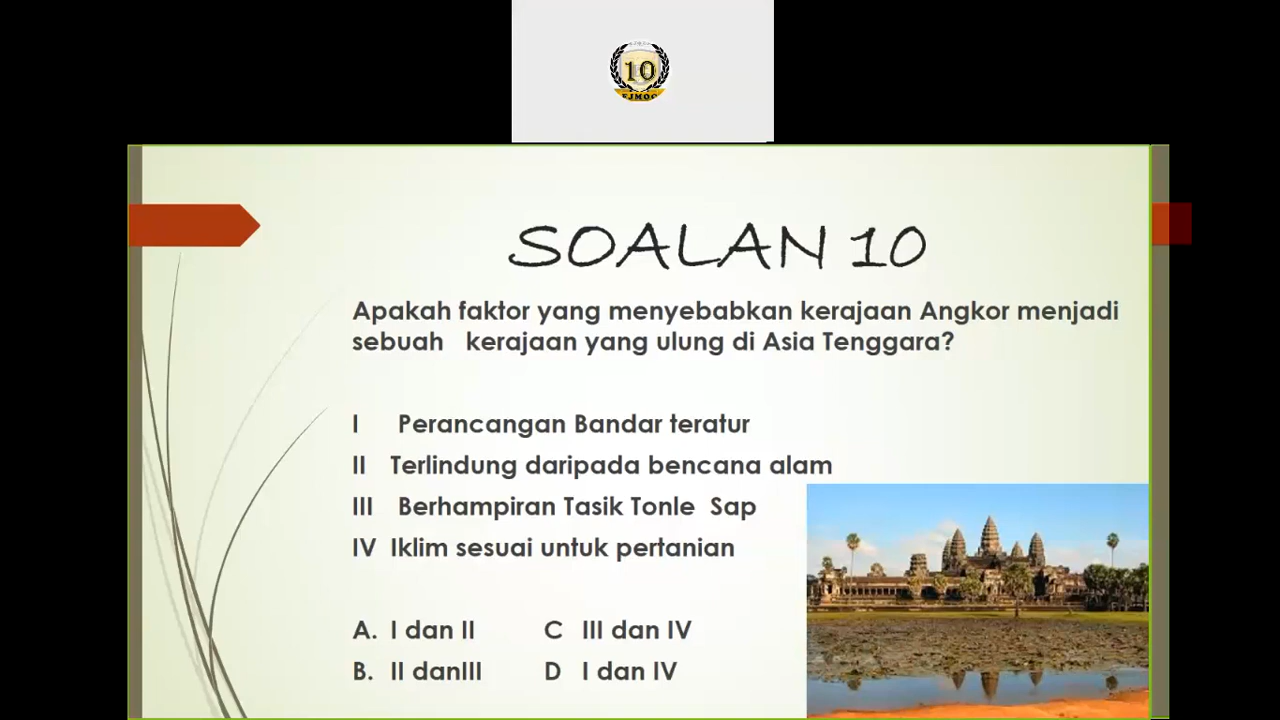 10
SOALAN 10
Apakah faktor yang menyebabkan kerajaan Angkor menjadi
sebuah kerajaan yang ulung di Asia Tenggara?
I Perancangan Bandar teratur
II Terlindung daripada bencana alam
III Berhampiran Tasik Tonle Sap
IV Iklim sesuai untuk pertanian
A. I dan II C III dan IV
B. II danIII D I dan IV